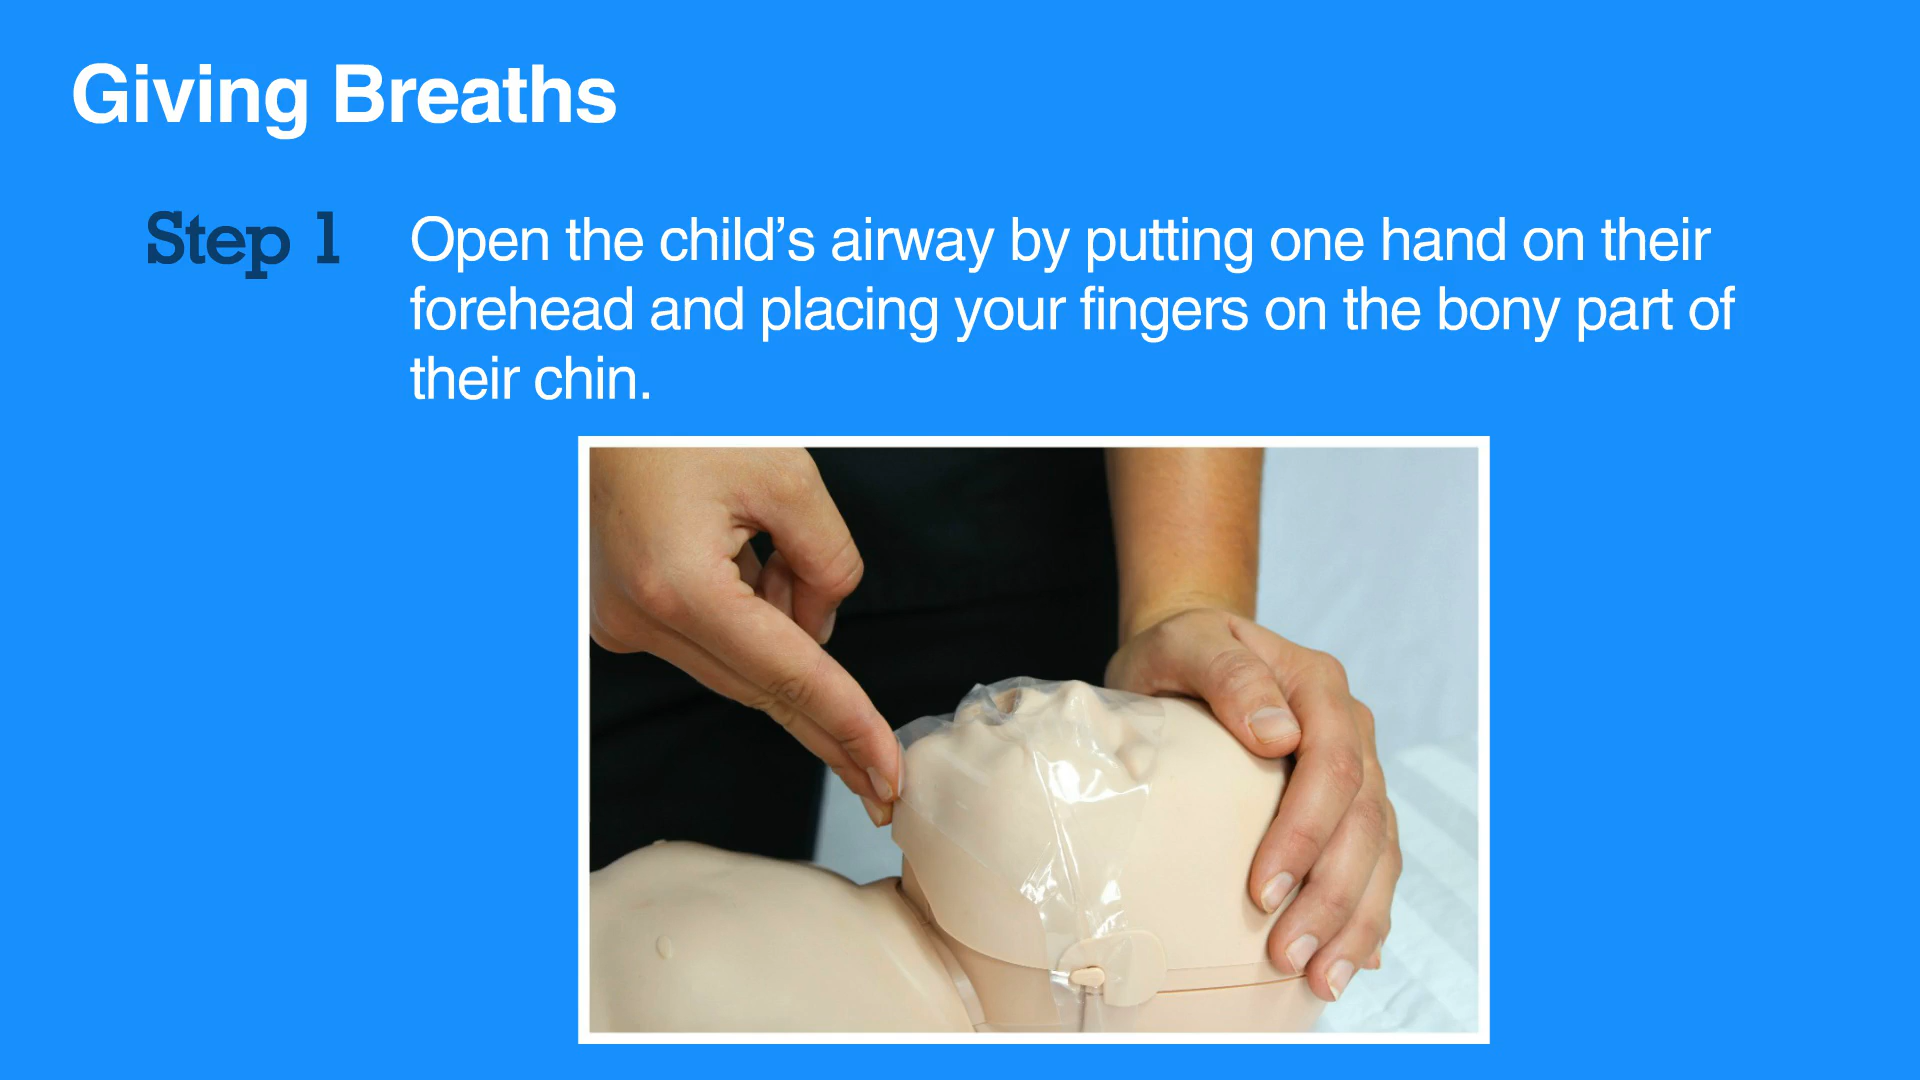 Giving Breaths
Step 1
Open the child’s airway by putting one hand on their
forehead and placing your fingers on the bony part of
their chin.